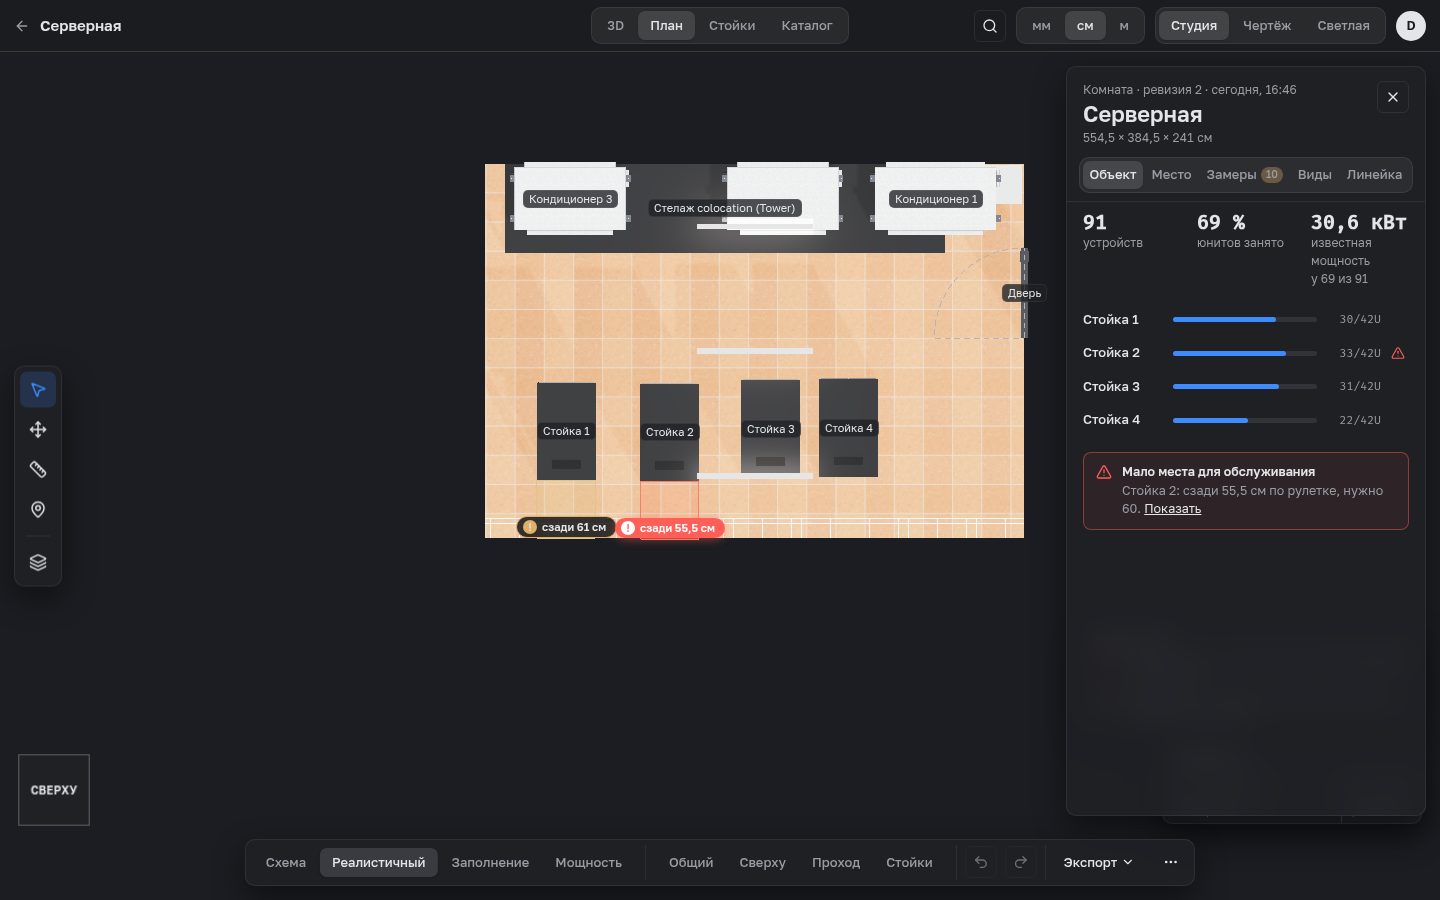 Серверная
3D План Стойки Каталог
мм см м
Студия Чертёж Светлая
D
Комната · ревизия 2 · сегодня, 16:46
Серверная
554,5 × 384,5 × 241 см
Объект Место Замеры 10 Виды Линейка
91 69 % 30,6 кВт
устройств юнитов занято известная
мощность
у 69 из 91
Стойка 1 30/42U
Стойка 2 33/42U
Стойка 3 31/42U
Стойка 4 22/42U
Мало места для обслуживания
Стойка 2: сзади 55,5 см по рулетке, нужно
60. Показать
Кондиционер 3
Стелаж colocation (Tower)
Кондиционер 1
Дверь
Стойка 1
Стойка 2
Стойка 3
Стойка 4
! сзади 61 см
! сзади 55,5 см
СВЕРХУ
Схема Реалистичный Заполнение Мощность
Общий Сверху Проход Стойки
Экспорт